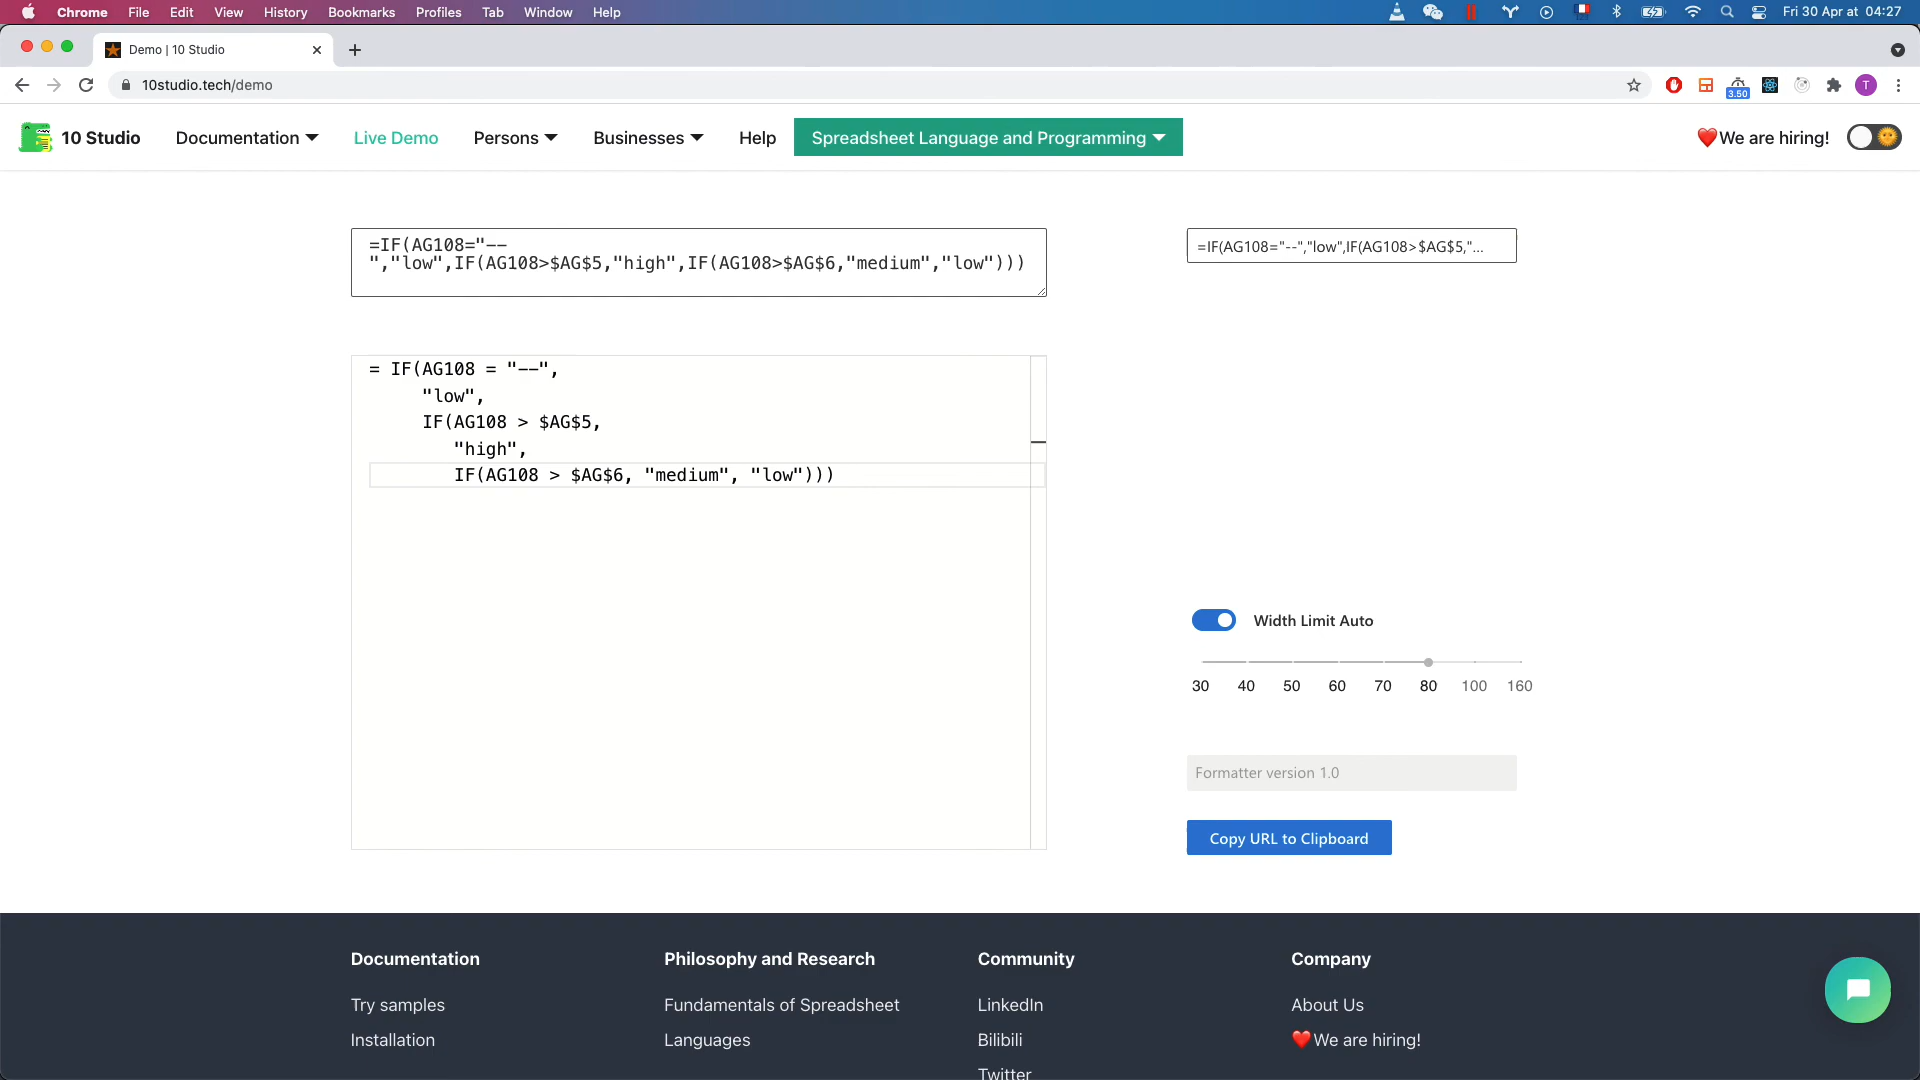 Chrome File Edit View History Bookmarks Profiles Tab Window Help Fri 30 Apr at 04:27
Demo | 10 Studio
10studio.tech/demo 3.50 T
10 Studio Documentation Live Demo Persons Businesses Help Spreadsheet Language and Programming We are hiring!
=IF(AG108="--
","low",IF(AG108>$AG$5,"high",IF(AG108>$AG$6,"medium","low")))
=IF(AG108="--","low",IF(AG108>$AG$5,"...
= IF(AG108 = "--",
"low",
IF(AG108 > $AG$5,
"high",
IF(AG108 > $AG$6, "medium", "low")))
Width Limit Auto
30 40 50 60 70 80 100 160
Formatter version 1.0
Copy URL to Clipboard
Documentation Philosophy and Research Community Company
Try samples Fundamentals of Spreadsheet LinkedIn About Us
Installation Languages Bilibili We are hiring!
Twitter